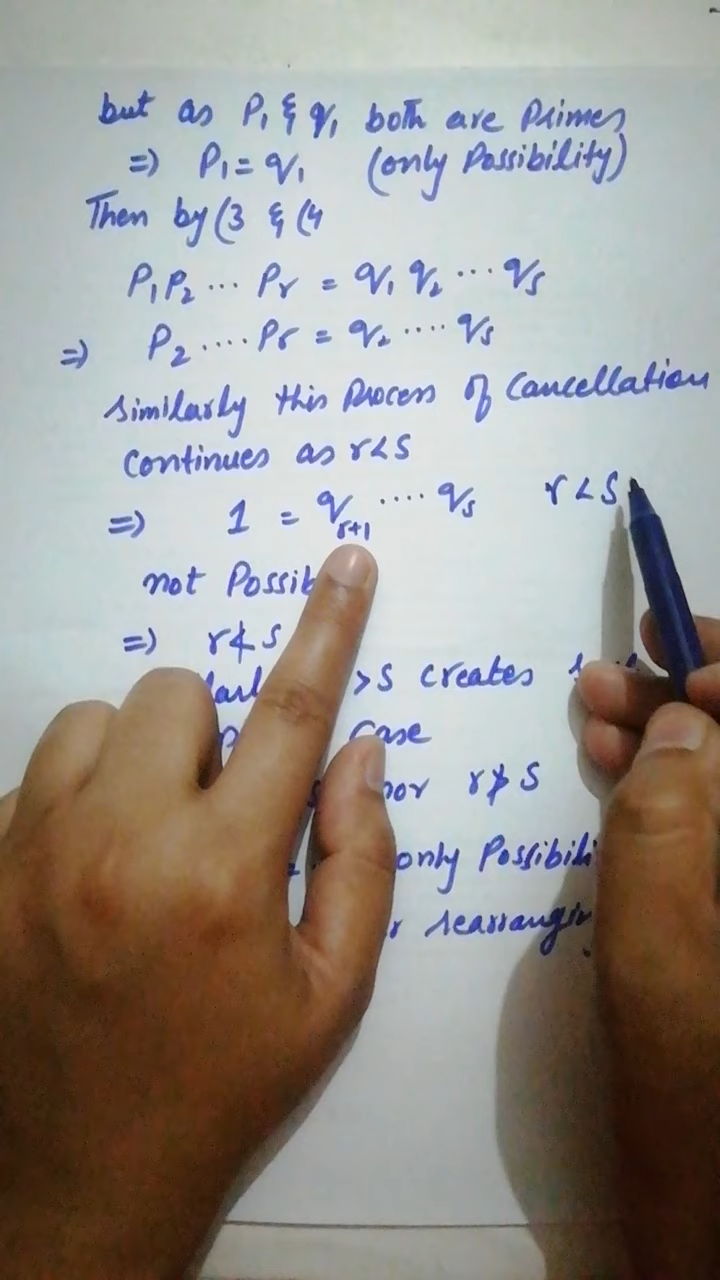 but as P₁ & q₁ both are Primes
=> P₁ = q₁ (only Possibility)
Then by (3 & (4
P₁P₂ ... Pr = q₁ q₂ ... qs
=> P₂ .... Pr = q₂ .... qs
Similarly this Process of Cancellation
Continues as r<S
=> 1 = q r+1 .... qs r<S
not
=> r≮S
>S creates
Case
r≯S
only